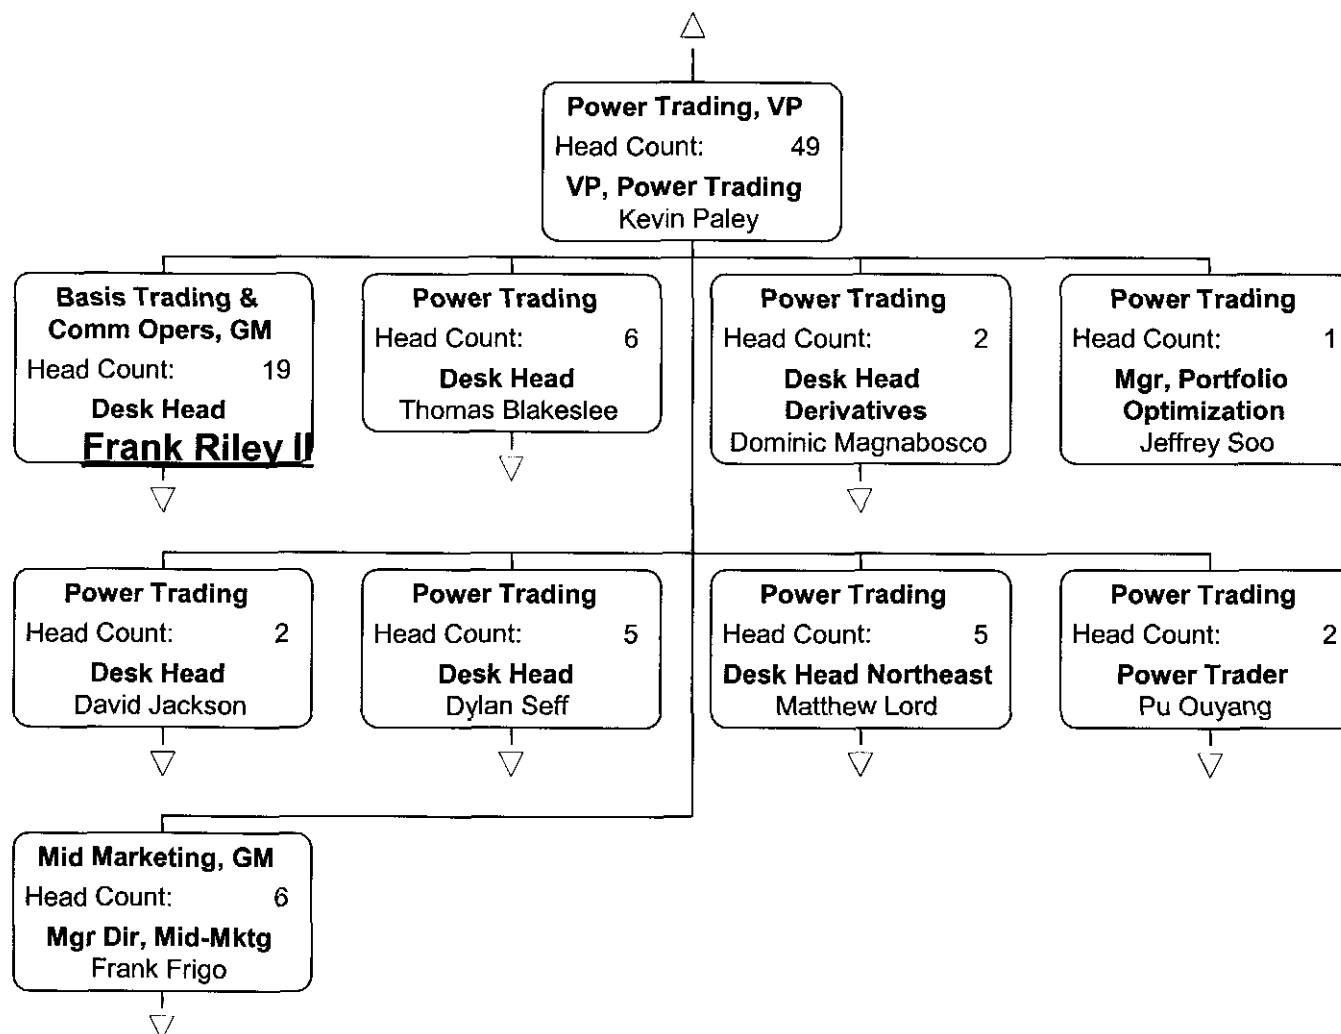 Power Trading, VP
Head Count: 49
VP, Power Trading
Kevin Paley
Basis Trading &
Comm Opers, GM
Head Count: 19
Desk Head
Frank Riley II
Power Trading
Head Count: 6
Desk Head
Thomas Blakeslee
Power Trading
Head Count: 2
Desk Head
Derivatives
Dominic Magnabosco
Power Trading
Head Count: 1
Mgr, Portfolio
Optimization
Jeffrey Soo
Power Trading
Head Count: 2
Desk Head
David Jackson
Power Trading
Head Count: 5
Desk Head
Dylan Seff
Power Trading
Head Count: 5
Desk Head Northeast
Matthew Lord
Power Trading
Head Count: 2
Power Trader
Pu Ouyang
Mid Marketing, GM
Head Count: 6
Mgr Dir, Mid-Mktg
Frank Frigo